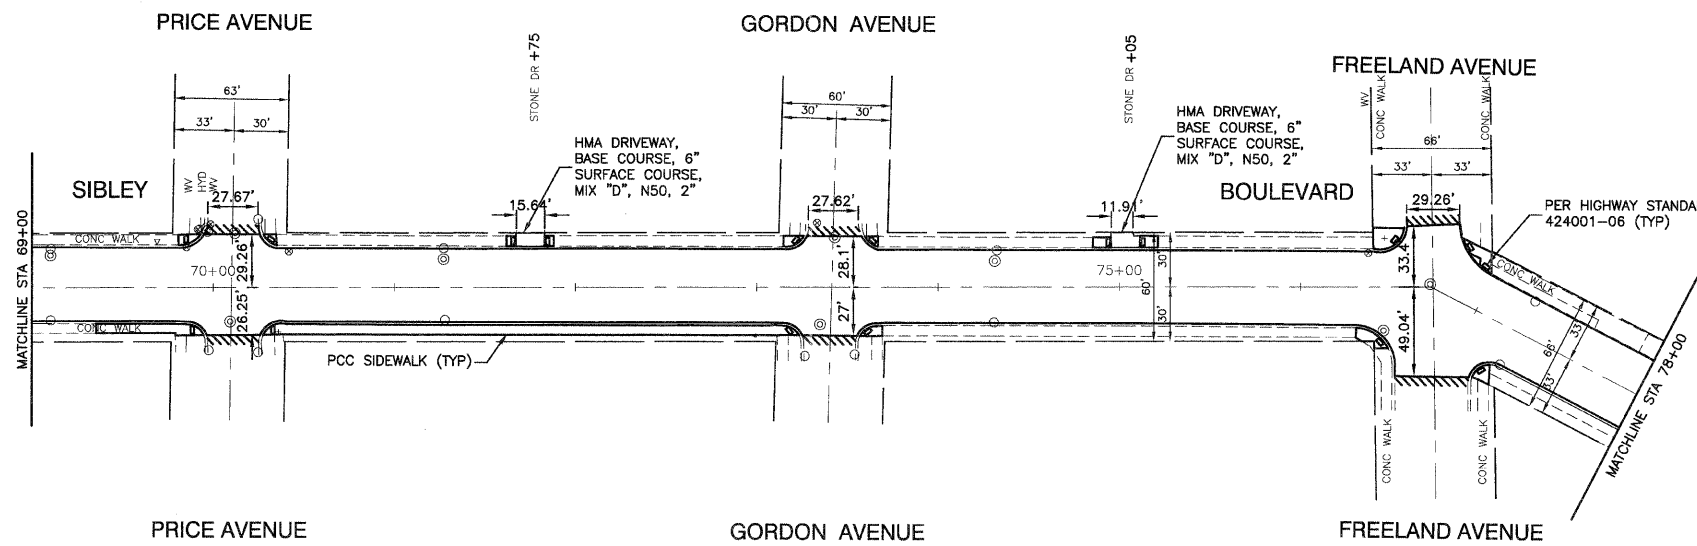 PRICE AVENUE
GORDON AVENUE
FREELAND AVENUE
STONE DR +75
STONE DR +05
WV
CONC WALK
CONC WALK
63'
33'
30'
60'
30'
30'
66'
33'
33'
HMA DRIVEWAY,
BASE COURSE, 6"
SURFACE COURSE,
MIX "D", N50, 2"
HMA DRIVEWAY,
BASE COURSE, 6"
SURFACE COURSE,
MIX "D", N50, 2"
SIBLEY
BOULEVARD
WV
HYD
WV
27.67'
15.64'
27.62'
11.91'
29.26'
PER HIGHWAY STANDA
424001-06 (TYP)
MATCHLINE STA 69+00
CONC WALK
70+00
29.26'
26.25'
28.1
27'
75+00
30'
60'
30'
33.4
49.04'
CONC WALK
33'
66'
33'
CONC WALK
PCC SIDEWALK (TYP)
MATCHLINE STA 78+00
CONC WALK
CONC WALK
PRICE AVENUE
GORDON AVENUE
FREELAND AVENUE